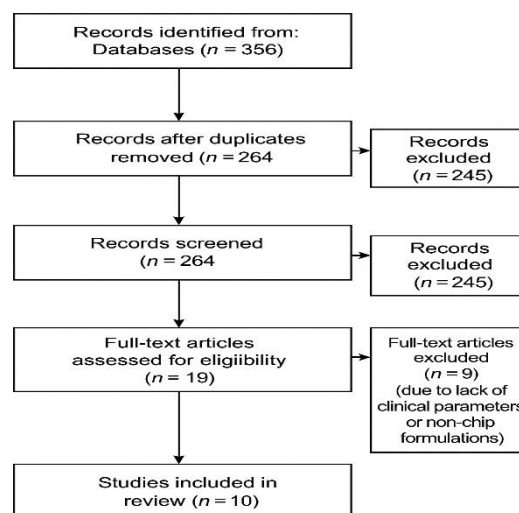 Records identified from:
Databases (n = 356)
Records after duplicates
removed (n = 264
Records
excluded
(n = 245)
Records screened
(n = 264
Records
excluded
(n = 245)
Full-text articles
assessed for eligiibility
(n = 19)
Full-text articles
excluded
(n = 9)
(due to lack of
clinical parameters
or non-chip
formulations)
Studies included in
review (n = 10)